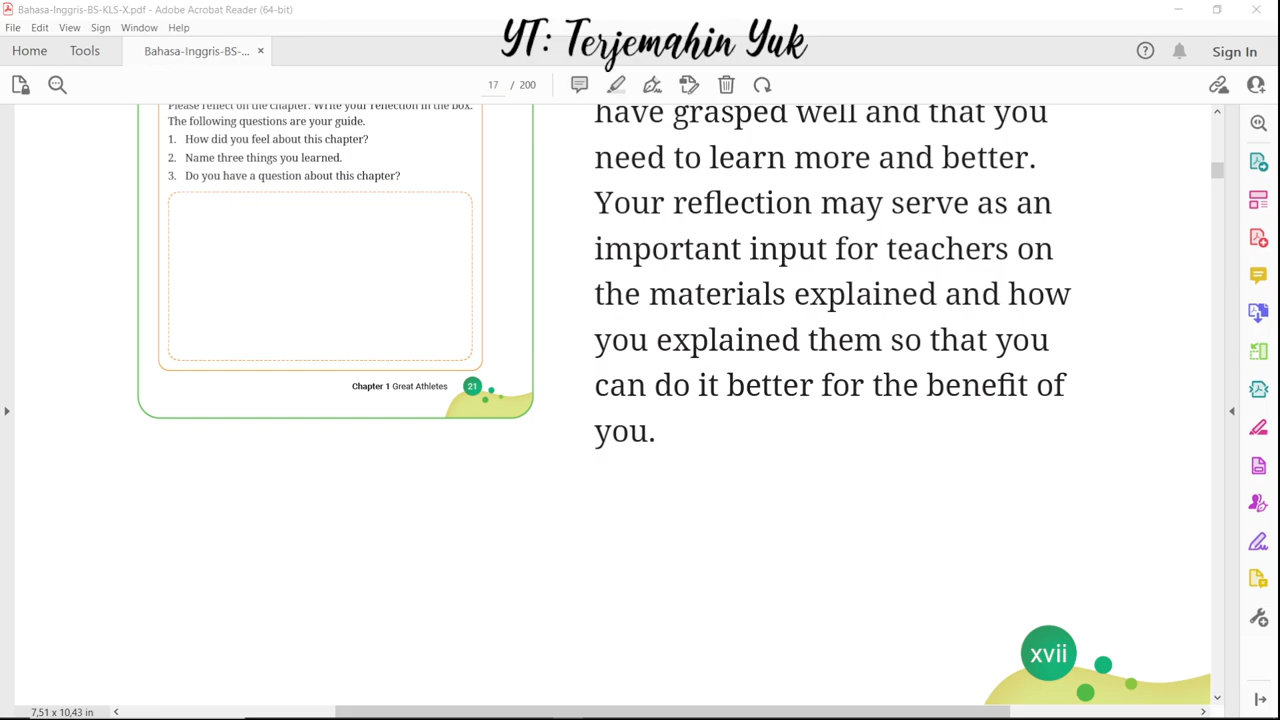 Bahasa-Inggris-BS-KLS-X.pdf - Adobe Acrobat Reader (64-bit)
File Edit View Sign Window Help
YT: Terjemahin Yuk
Home Tools Bahasa-Inggris-BS-... × Sign In
17 / 200
Please reflect on the chapter. Write your reflection in the box.
The following questions are your guide.
1. How did you feel about this chapter?
2. Name three things you learned.
3. Do you have a question about this chapter?
Chapter 1 Great Athletes 21
have grasped well and that you
need to learn more and better.
Your reflection may serve as an
important input for teachers on
the materials explained and how
you explained them so that you
can do it better for the benefit of
you.
xvii
7,51 x 10,43 in